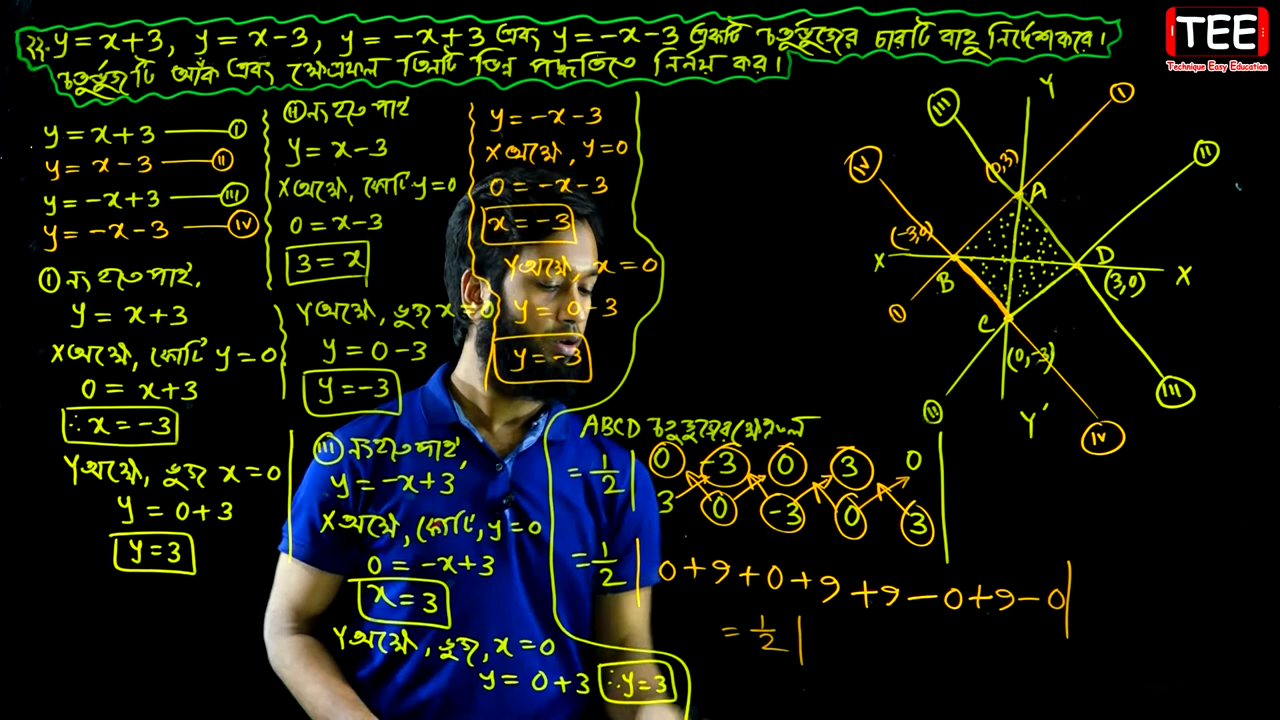 ২২. y = x+3, y = x-3, y = -x+3 এবং y = -x-3 একটি চতুর্ভুজের চারটি বাহু নির্দেশ করে।
চতুর্ভুজটি আঁক এবং ক্ষেত্রফল তিনটি ভিন্ন পদ্ধতিতে নির্ণয় কর।
TEE
Technique Easy Education
y = x+3 — i
y = x-3 — ii
y = -x+3 — iii
y = -x-3 — iv
i নং হতে পাই,
y = x+3
X অক্ষে, কোটি y=0
0 = x+3
∴ x = -3
Y অক্ষে, ভুজ x = 0
y = 0+3
y = 3
ii নং হতে পাই
y = x-3
X অক্ষে, কোটি y=0
0 = x-3
3 = x
Y অক্ষে, ভুজ x = 0
y = 0-3
y = -3
iii নং হতে পাই,
y = -x+3
X অক্ষে, কোটি, y = 0
0 = -x+3
x = 3
Y অক্ষে, ভুজ, x = 0
y = 0+3 ∴ y = 3
y = -x-3
X অক্ষে, y=0
0 = -x-3
x = -3
Y অক্ষে, x = 0
y = 0-3
y = -3
Y
i
iii
ii
iv
(0,3)
A
(-3,0)
X
B
D
X
(3,0)
i
C
(0,-3)
ii
Y'
iii
iv
ABCD চতুর্ভুজের ক্ষেত্রফল
= 1/2 | 0 -3 0 3 0
3 0 -3 0 3 |
= 1/2 | 0+9+0+9+9-0+9-0 |
= 1/2 |